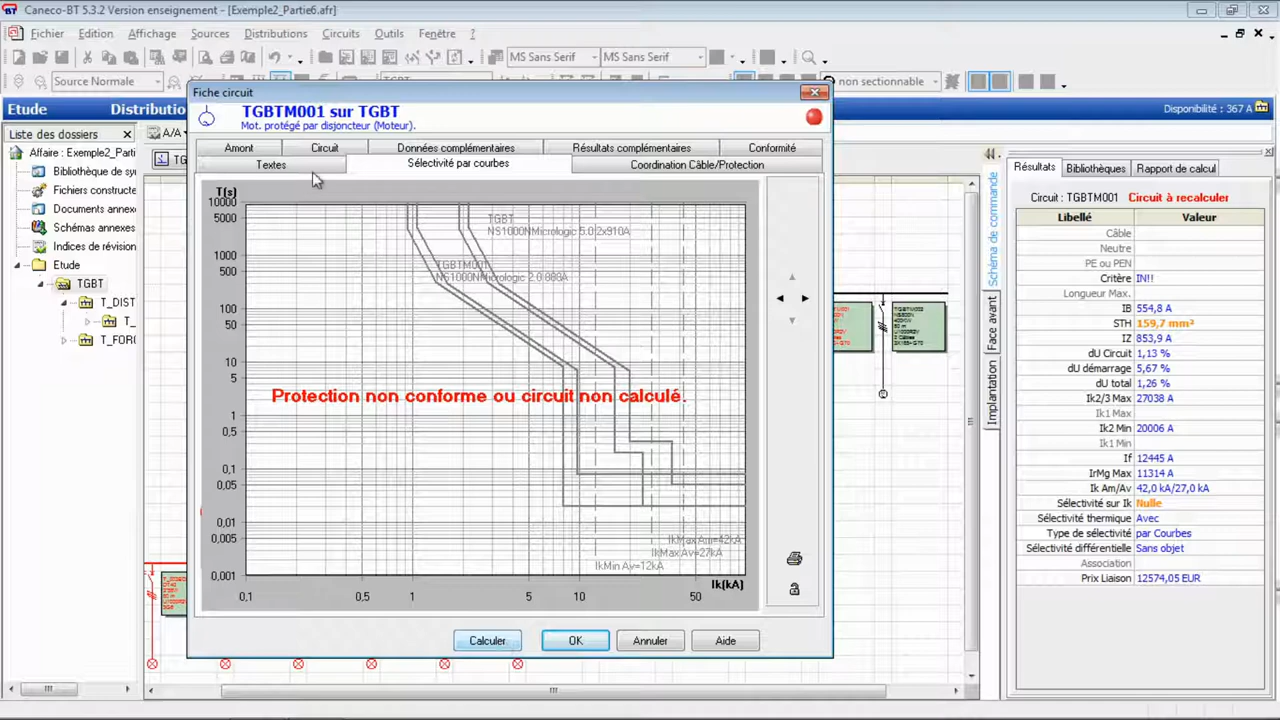 Caneco-BT 5.3.2 Version enseignement - [Exemple2_Partie6.afr]
Fichier Edition Affichage Sources Distributions Circuits Outils Fenêtre ?
MS Sans Serif MS Sans Serif
Source Normale non sectionnable
Etude Distributio Disponibilité : 367 A
Liste des dossiers
Affaire : Exemple2_Parti
Bibliothèque de sy
Fichiers constructe
Documents annex
Schémas annexes
Indices de révision
Etude
TGBT
T_DIST
T_
T_FORC
A/A
TG
Fiche circuit
TGBTM001 sur TGBT
Mot. protégé par disjoncteur (Moteur).
Amont Circuit Données complémentaires Résultats complémentaires Conformité
Textes Sélectivité par courbes Coordination Câble/Protection
T(s)
10000
5000
1000
500
100
50
10
5
1
0,5
0,1
0,05
0,01
0,005
0,001
TGBT
NS1000NMicrologic 5.0 2x910A
TGBTM001
Protection non conforme ou circuit non calculé.
IkMax Am=42kA
IkMax Av=27kA
IkMin Av=12kA
Ik(kA)
0,1 0,5 1 5 10 50
Calculer OK Annuler Aide
Schéma de commande
Face avant
Implantation
Résultats Bibliothèques Rapport de calcul
Circuit : TGBTM001 Circuit à recalculer
Libellé Valeur
Câble
Neutre
PE ou PEN
Critère IN!!
Longueur Max.
IB 554,8 A
STH 159,7 mm²
IZ 853,9 A
dU Circuit 1,13 %
dU démarrage 5,67 %
dU total 1,26 %
Ik2/3 Max 27038 A
Ik1 Max
Ik2 Min 20006 A
Ik1 Min
If 12445 A
IrMg Max 11314 A
Ik Am/Av 42,0 kA/27,0 kA
Sélectivité sur Ik Nulle
Sélectivité thermique Avec
Type de sélectivité par Courbes
Sélectivité différentielle Sans objet
Association
Prix Liaison 12574,05 EUR